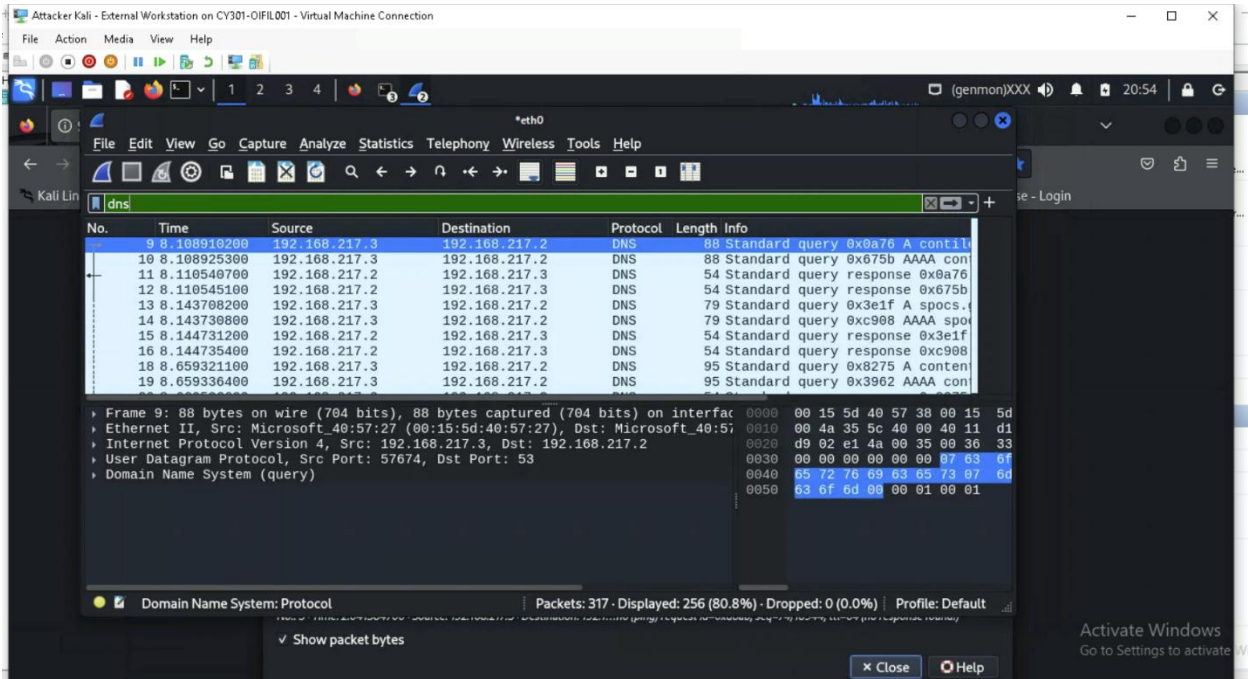 Attacker Kali - External Workstation on CY301-OIFIL001 - Virtual Machine Connection
File Action Media View Help
1 2 3 4 (genmon)XXX 20:54
*eth0
File Edit View Go Capture Analyze Statistics Telephony Wireless Tools Help
Kali Lin se - Login
dns
No. Time Source Destination Protocol Length Info
9 8.108910200 192.168.217.3 192.168.217.2 DNS 88 Standard query 0x0a76 A contile
10 8.108925300 192.168.217.3 192.168.217.2 DNS 88 Standard query 0x675b AAAA con
11 8.110540700 192.168.217.2 192.168.217.3 DNS 54 Standard query response 0x0a76
12 8.110545100 192.168.217.2 192.168.217.3 DNS 54 Standard query response 0x675b
13 8.143708200 192.168.217.3 192.168.217.2 DNS 79 Standard query 0x3e1f A spocs.g
14 8.143730800 192.168.217.3 192.168.217.2 DNS 79 Standard query 0xc908 AAAA spo
15 8.144731200 192.168.217.2 192.168.217.3 DNS 54 Standard query response 0x3e1f
16 8.144735400 192.168.217.2 192.168.217.3 DNS 54 Standard query response 0xc908
18 8.659321100 192.168.217.3 192.168.217.2 DNS 95 Standard query 0x8275 A content
19 8.659336400 192.168.217.3 192.168.217.2 DNS 95 Standard query 0x3962 AAAA con
Frame 9: 88 bytes on wire (704 bits), 88 bytes captured (704 bits) on interfac 0000 00 15 5d 40 57 38 00 15 5d
Ethernet II, Src: Microsoft_40:57:27 (00:15:5d:40:57:27), Dst: Microsoft_40:57 0010 00 4a 35 5c 40 00 40 11 d1
Internet Protocol Version 4, Src: 192.168.217.3, Dst: 192.168.217.2 0020 d9 02 e1 4a 00 35 00 36 33
User Datagram Protocol, Src Port: 57674, Dst Port: 53 0030 00 00 00 00 00 00 07 63 6f
Domain Name System (query) 0040 65 72 76 69 63 65 73 07 6d
0050 63 6f 6d 00 00 01 00 01
Domain Name System: Protocol Packets: 317 · Displayed: 256 (80.8%) · Dropped: 0 (0.0%) Profile: Default
Show packet bytes
Close Help
Activate Windows
Go to Settings to activate W